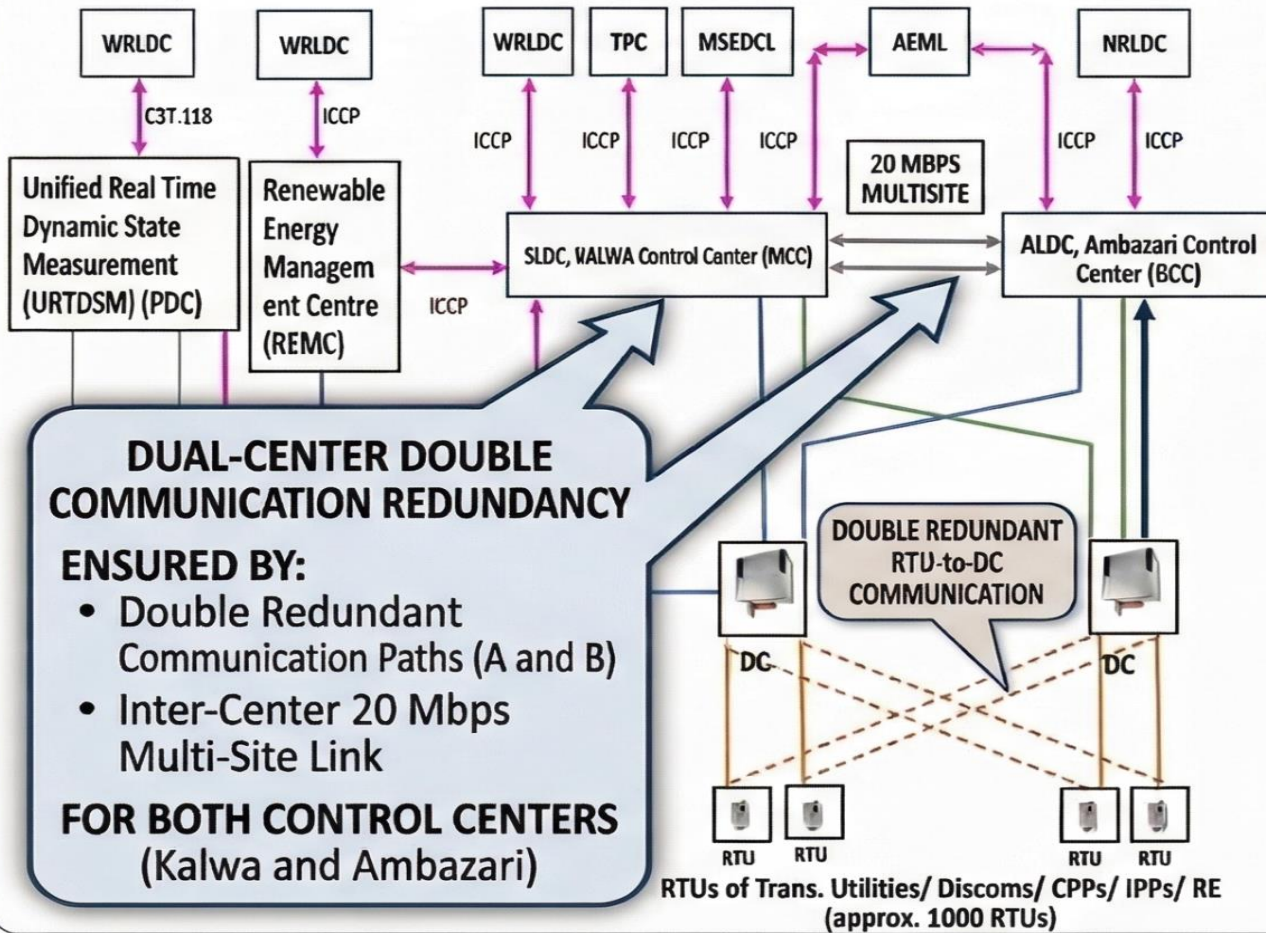 WRLDC
WRLDC
WRLDC
TPC
MSEDCL
AEML
NRLDC
C3T.118
ICCP
ICCP
ICCP
ICCP
ICCP
ICCP
ICCP
20 MBPS
MULTISITE
Unified Real Time
Dynamic State
Measurement
(URTDSM) (PDC)
Renewable
Energy
Managem
ent Centre
(REMC)
ICCP
SLDC, WALWA Control Canter (MCC)
ALDC, Ambazari Control
Center (BCC)
DUAL-CENTER DOUBLE
COMMUNICATION REDUNDANCY
ENSURED BY:
• Double Redundant
Communication Paths (A and B)
• Inter-Center 20 Mbps
Multi-Site Link
FOR BOTH CONTROL CENTERS
(Kalwa and Ambazari)
DOUBLE REDUNDANT
RTU-to-DC
COMMUNICATION
DC
DC
RTU
RTU
RTU
RTU
RTUs of Trans. Utilities/ Discoms/ CPPs/ IPPs/ RE
(approx. 1000 RTUs)